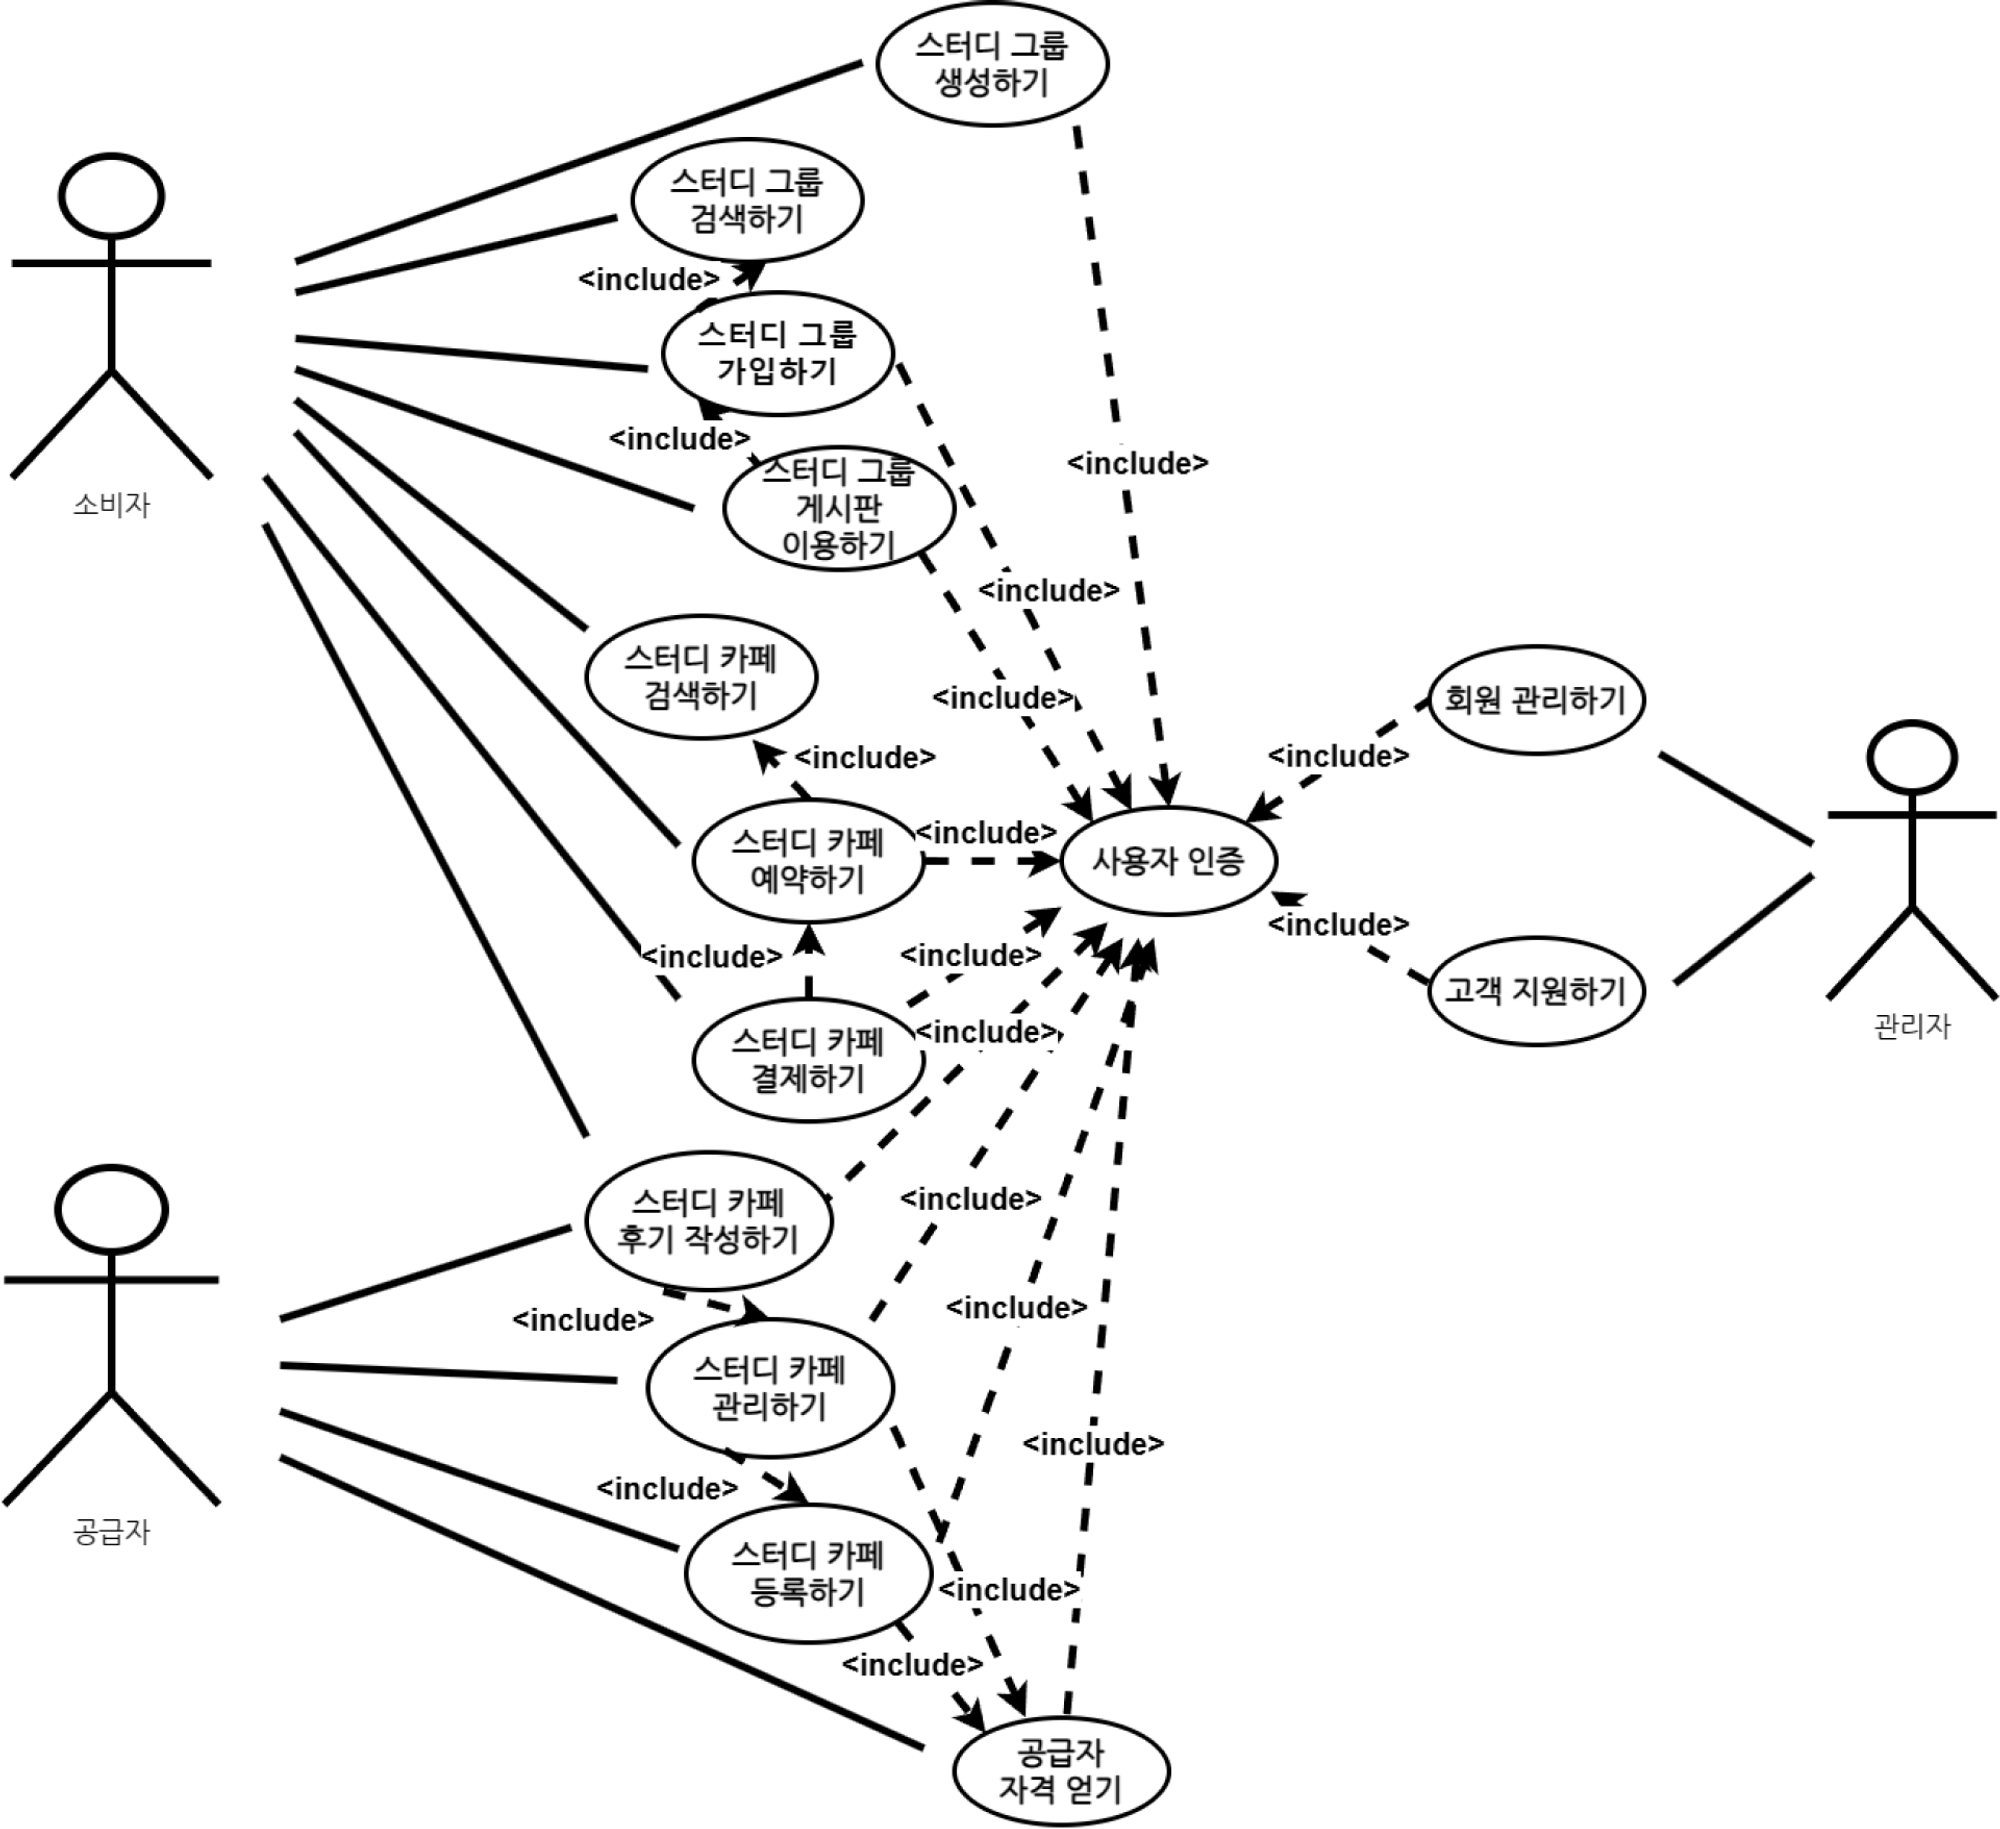 스터디 그룹
생성하기
스터디 그룹
검색하기
<include>
스터디 그룹
가입하기
<include>
<include>
스터디 그룹
게시판
이용하기
소비자
<include>
스터디 카페
검색하기
<include>
회원 관리하기
<include>
<include>
<include>
스터디 카페
예약하기
사용자 인증
<include>
<include>
<include>
고객 지원하기
관리자
<include>
스터디 카페
결제하기
<include>
스터디 카페
후기 작성하기
<include>
<include>
<include>
스터디 카페
관리하기
<include>
<include>
공급자
스터디 카페
등록하기
<include>
<include>
공급자
자격 얻기